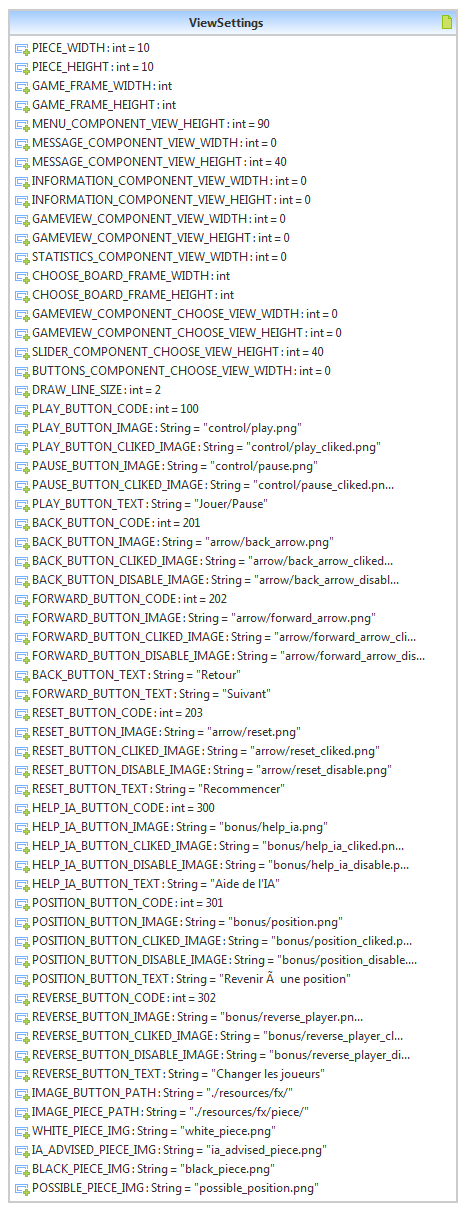 ViewSettings
PIECE_WIDTH : int = 10
PIECE_HEIGHT : int = 10
GAME_FRAME_WIDTH : int
GAME_FRAME_HEIGHT : int
MENU_COMPONENT_VIEW_HEIGHT : int = 90
MESSAGE_COMPONENT_VIEW_WIDTH : int = 0
MESSAGE_COMPONENT_VIEW_HEIGHT : int = 40
INFORMATION_COMPONENT_VIEW_WIDTH : int = 0
INFORMATION_COMPONENT_VIEW_HEIGHT : int = 0
GAMEVIEW_COMPONENT_VIEW_WIDTH : int = 0
GAMEVIEW_COMPONENT_VIEW_HEIGHT : int = 0
STATISTICS_COMPONENT_VIEW_WIDTH : int = 0
CHOOSE_BOARD_FRAME_WIDTH : int
CHOOSE_BOARD_FRAME_HEIGHT : int
GAMEVIEW_COMPONENT_CHOOSE_VIEW_WIDTH : int = 0
GAMEVIEW_COMPONENT_CHOOSE_VIEW_HEIGHT : int = 0
SLIDER_COMPONENT_CHOOSE_VIEW_HEIGHT : int = 40
BUTTONS_COMPONENT_CHOOSE_VIEW_WIDTH : int = 0
DRAW_LINE_SIZE : int = 2
PLAY_BUTTON_CODE : int = 100
PLAY_BUTTON_IMAGE : String = "control/play.png"
PLAY_BUTTON_CLIKED_IMAGE : String = "control/play_cliked.png"
PAUSE_BUTTON_IMAGE : String = "control/pause.png"
PAUSE_BUTTON_CLIKED_IMAGE : String = "control/pause_cliked.pn...
PLAY_BUTTON_TEXT : String = "Jouer/Pause"
BACK_BUTTON_CODE : int = 201
BACK_BUTTON_IMAGE : String = "arrow/back_arrow.png"
BACK_BUTTON_CLIKED_IMAGE : String = "arrow/back_arrow_cliked...
BACK_BUTTON_DISABLE_IMAGE : String = "arrow/back_arrow_disabl...
FORWARD_BUTTON_CODE : int = 202
FORWARD_BUTTON_IMAGE : String = "arrow/forward_arrow.png"
FORWARD_BUTTON_CLIKED_IMAGE : String = "arrow/forward_arrow_cli...
FORWARD_BUTTON_DISABLE_IMAGE : String = "arrow/forward_arrow_dis...
BACK_BUTTON_TEXT : String = "Retour"
FORWARD_BUTTON_TEXT : String = "Suivant"
RESET_BUTTON_CODE : int = 203
RESET_BUTTON_IMAGE : String = "arrow/reset.png"
RESET_BUTTON_CLIKED_IMAGE : String = "arrow/reset_cliked.png"
RESET_BUTTON_DISABLE_IMAGE : String = "arrow/reset_disable.png"
RESET_BUTTON_TEXT : String = "Recommencer"
HELP_IA_BUTTON_CODE : int = 300
HELP_IA_BUTTON_IMAGE : String = "bonus/help_ia.png"
HELP_IA_BUTTON_CLIKED_IMAGE : String = "bonus/help_ia_cliked.pn...
HELP_IA_BUTTON_DISABLE_IMAGE : String = "bonus/help_ia_disable.p...
HELP_IA_BUTTON_TEXT : String = "Aide de l'IA"
POSITION_BUTTON_CODE : int = 301
POSITION_BUTTON_IMAGE : String = "bonus/position.png"
POSITION_BUTTON_CLIKED_IMAGE : String = "bonus/position_cliked.p...
POSITION_BUTTON_DISABLE_IMAGE : String = "bonus/position_disable....
POSITION_BUTTON_TEXT : String = "Revenir Ã  une position"
REVERSE_BUTTON_CODE : int = 302
REVERSE_BUTTON_IMAGE : String = "bonus/reverse_player.pn...
REVERSE_BUTTON_CLIKED_IMAGE : String = "bonus/reverse_player_cl...
REVERSE_BUTTON_DISABLE_IMAGE : String = "bonus/reverse_player_di...
REVERSE_BUTTON_TEXT : String = "Changer les joueurs"
IMAGE_BUTTON_PATH : String = "./resources/fx/"
IMAGE_PIECE_PATH : String = "./resources/fx/piece/"
WHITE_PIECE_IMG : String = "white_piece.png"
IA_ADVISED_PIECE_IMG : String = "ia_advised_piece.png"
BLACK_PIECE_IMG : String = "black_piece.png"
POSSIBLE_PIECE_IMG : String = "possible_position.png"